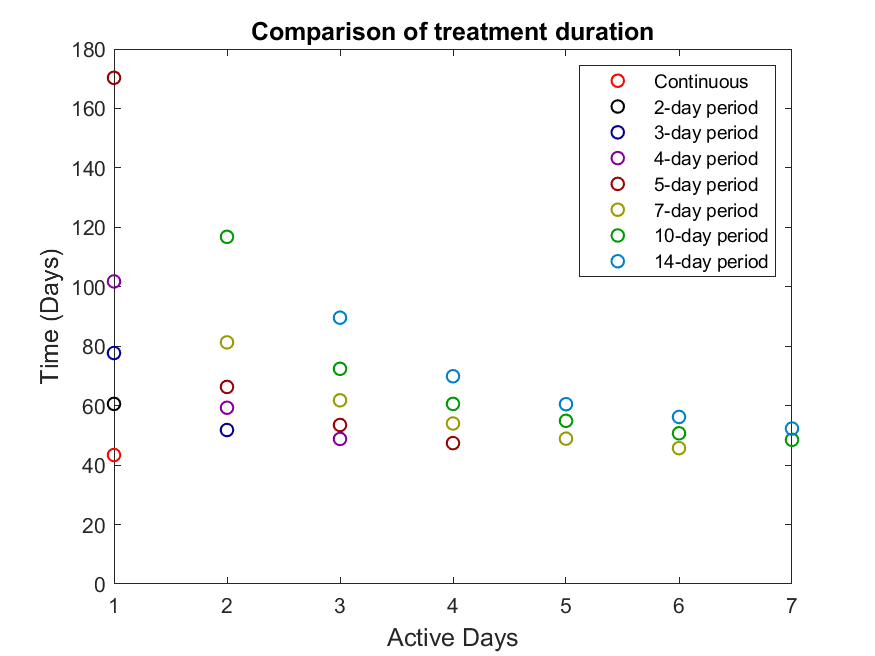 Comparison of treatment duration
180
160
140
120
100
80
60
40
20
0
Time (Days)
Continuous
2-day period
3-day period
4-day period
5-day period
7-day period
10-day period
14-day period
1 2 3 4 5 6 7
Active Days